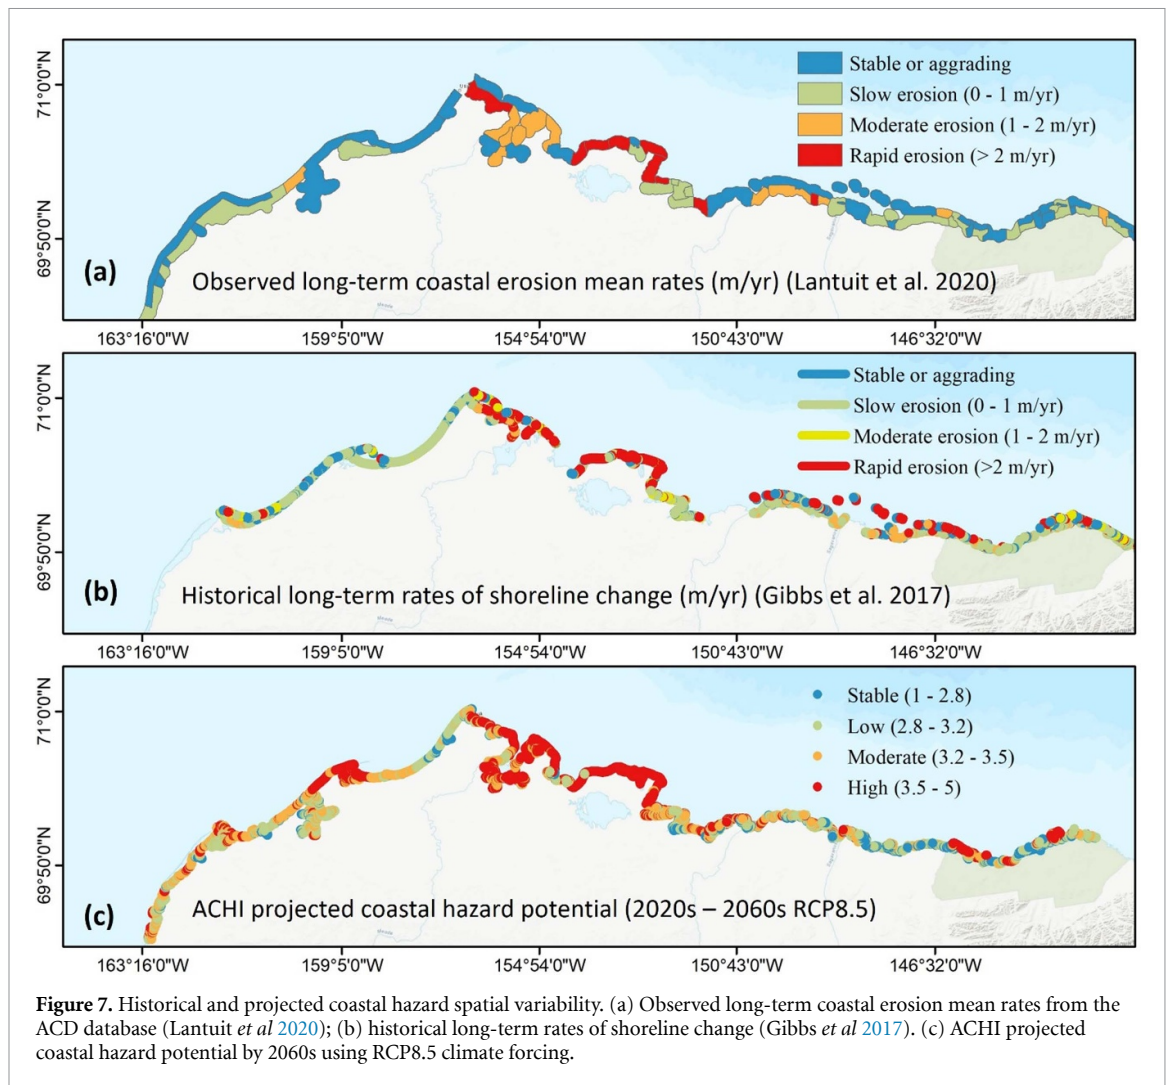 71°0'0"N
69°50'0"N
Stable or aggrading
Slow erosion (0 - 1 m/yr)
Moderate erosion (1 - 2 m/yr)
Rapid erosion (> 2 m/yr)
(a)
Observed long-term coastal erosion mean rates (m/yr) (Lantuit et al. 2020)
163°16'0"W 159°5'0"W 154°54'0"W 150°43'0"W 146°32'0"W
71°0'0"N
69°50'0"N
Stable or aggrading
Slow erosion (0 - 1 m/yr)
Moderate erosion (1 - 2 m/yr)
Rapid erosion (>2 m/yr)
(b)
Historical long-term rates of shoreline change (m/yr) (Gibbs et al. 2017)
163°16'0"W 159°5'0"W 154°54'0"W 150°43'0"W 146°32'0"W
71°0'0"N
69°50'0"N
Stable (1 - 2.8)
Low (2.8 - 3.2)
Moderate (3.2 - 3.5)
High (3.5 - 5)
(c)
ACHI projected coastal hazard potential (2020s – 2060s RCP8.5)
163°16'0"W 159°5'0"W 154°54'0"W 150°43'0"W 146°32'0"W
Figure 7. Historical and projected coastal hazard spatial variability. (a) Observed long-term coastal erosion mean rates from the
ACD database (Lantuit et al 2020); (b) historical long-term rates of shoreline change (Gibbs et al 2017). (c) ACHI projected
coastal hazard potential by 2060s using RCP8.5 climate forcing.